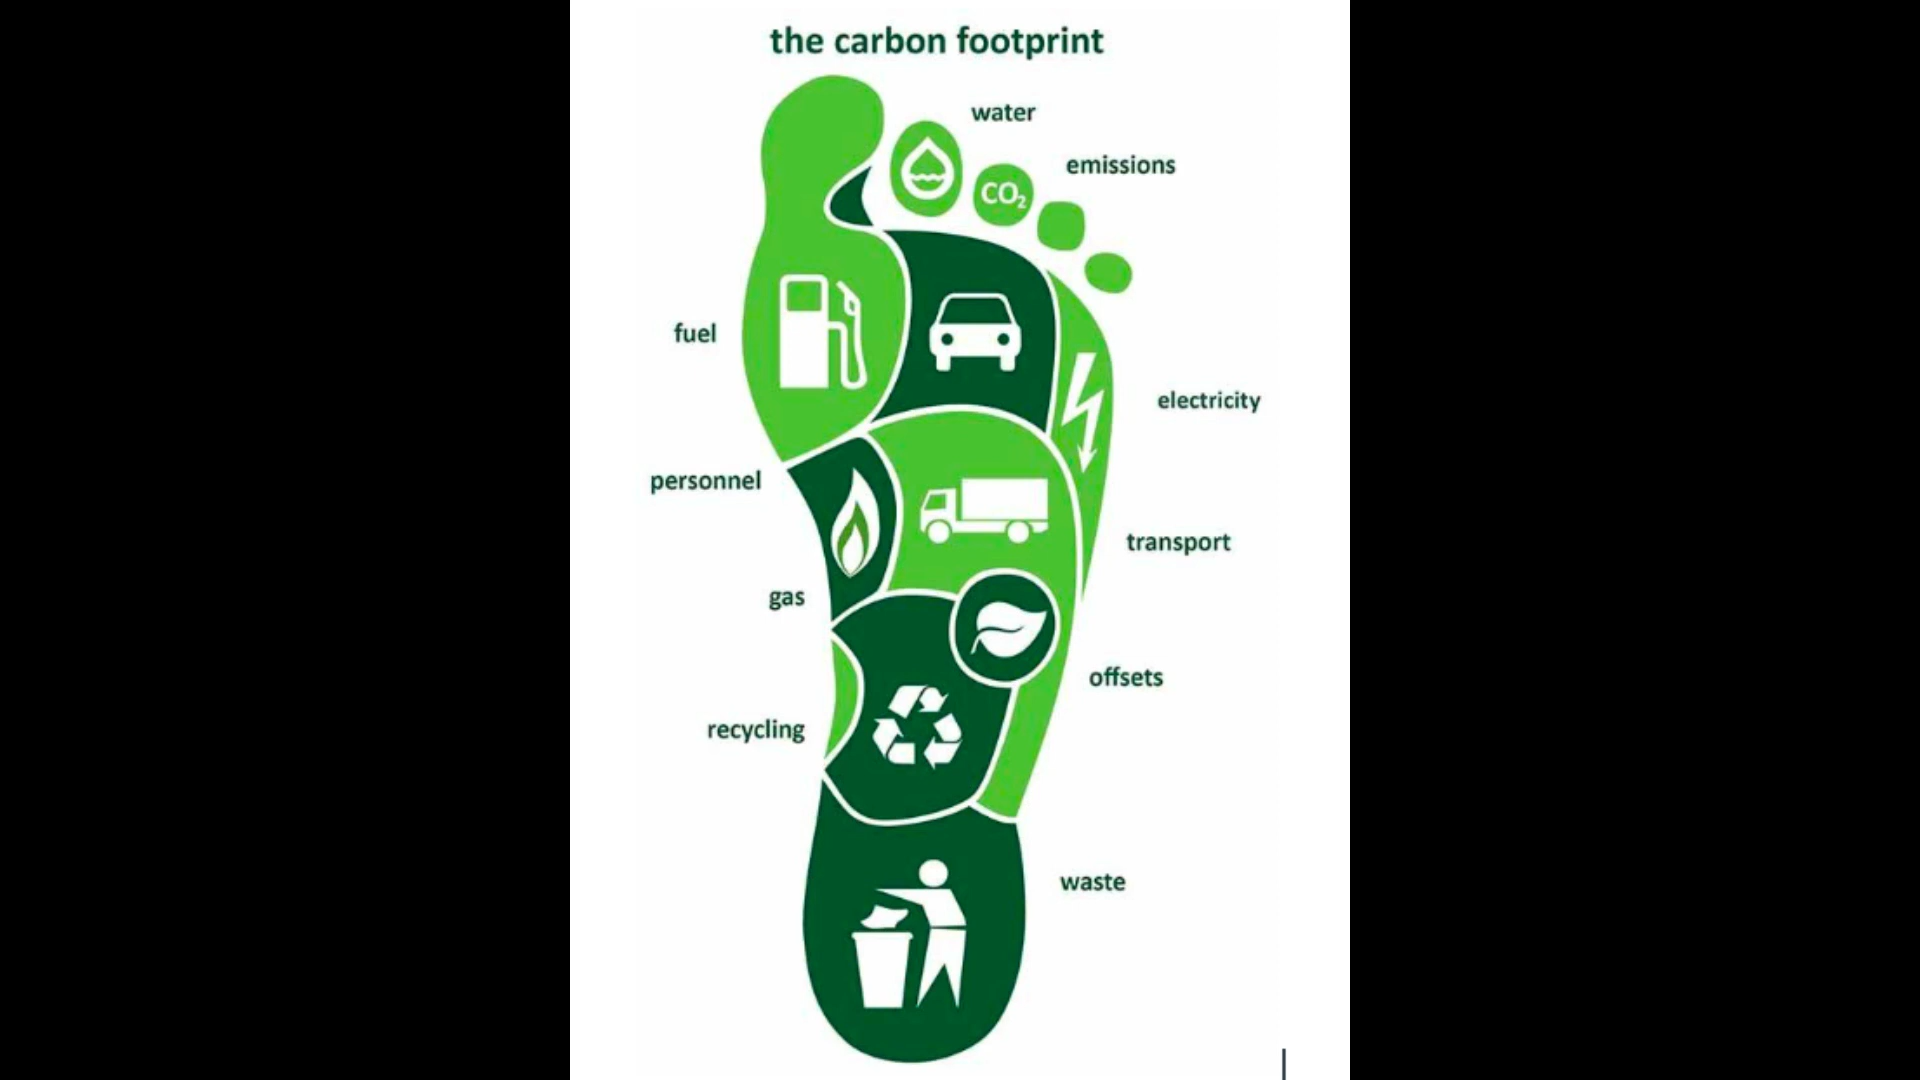 the carbon footprint
water
emissions
CO₂
fuel
electricity
personnel
transport
gas
offsets
recycling
waste